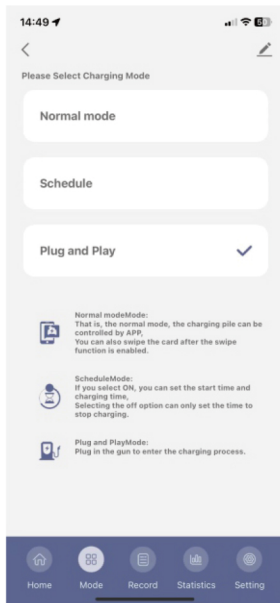 14:49
Please Select Charging Mode
Normal mode
Schedule
Plug and Play
Normal modeMode:
That is, the normal mode, the charging pile can be
controlled by APP,
You can also swipe the card after the swipe
function is enabled.
ScheduleMode:
If you select ON, you can set the start time and
charging time,
Selecting the off option can only set the time to
stop charging.
Plug and PlayMode:
Plug in the gun to enter the charging process.
Home Mode Record Statistics Setting